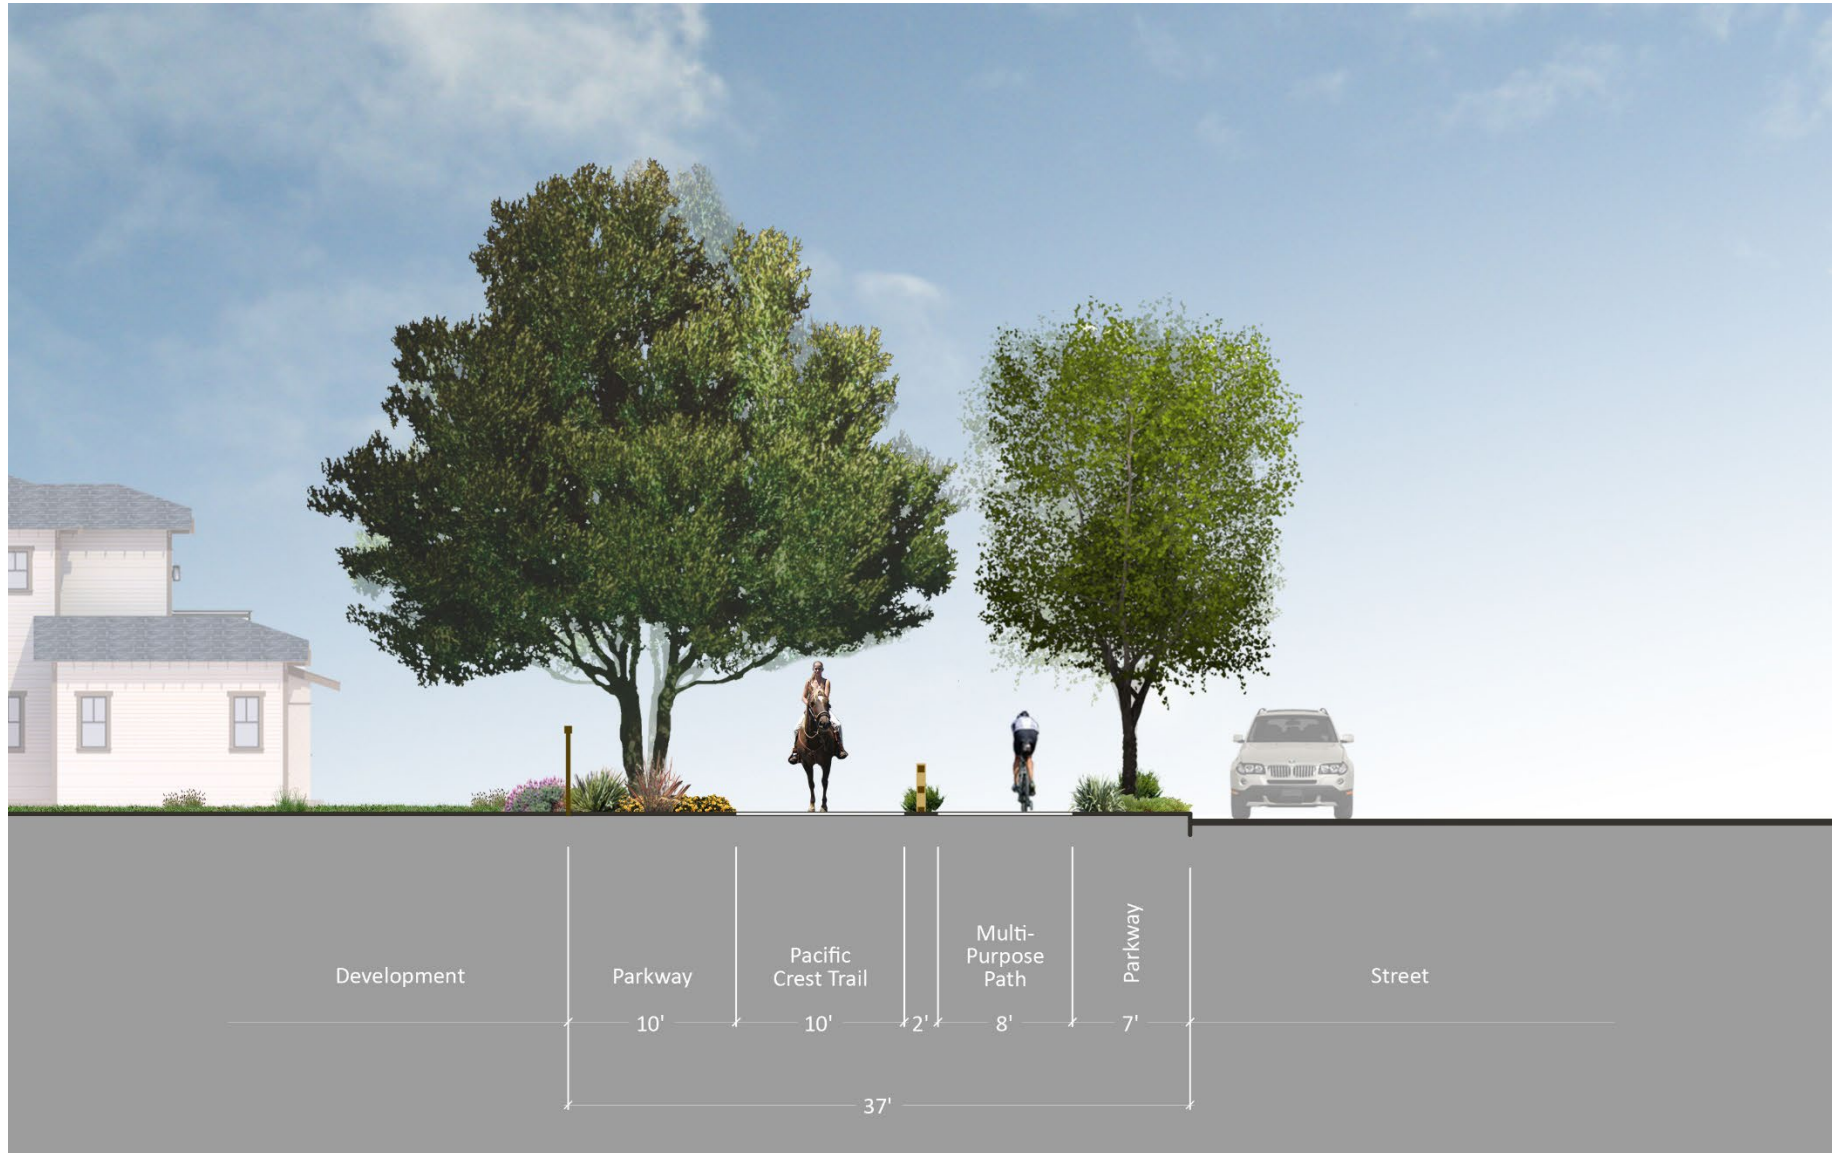 Development
Parkway
Pacific
Crest Trail
Multi-
Purpose
Path
Parkway
Street
10'
10'
2'
8'
7'
37'